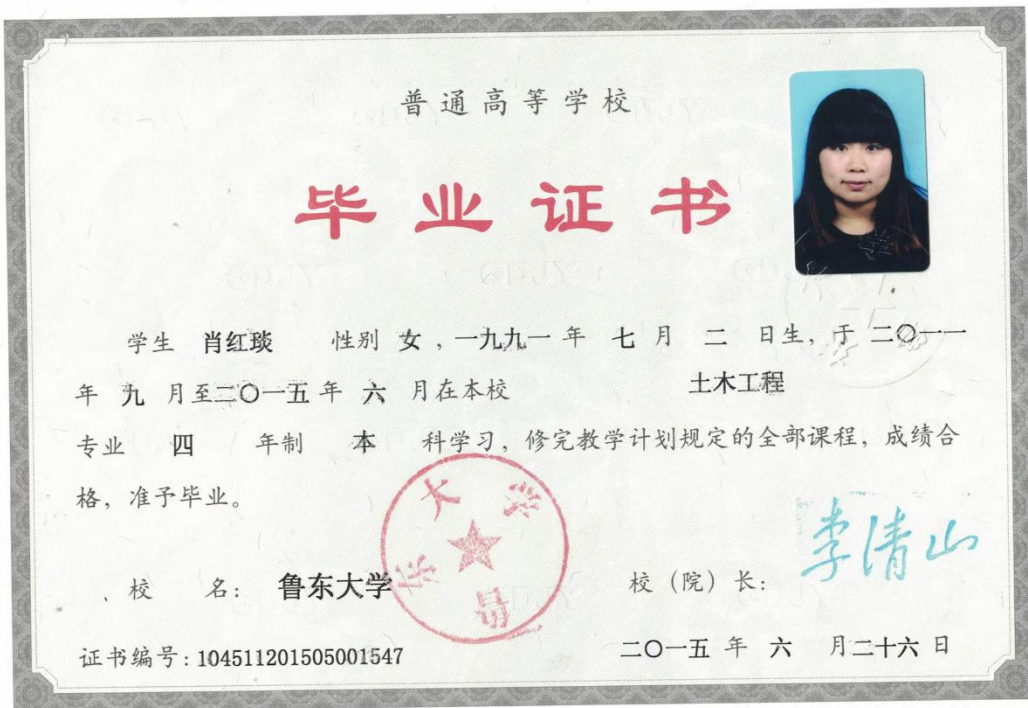 普通高等学校
毕业证书
学生 肖红琰 性别 女，一九九一 年 七 月 二 日生，于 二〇一一
年 九 月至二〇一五 年 六 月在本校 土木工程
专业 四 年制 本 科学习，修完教学计划规定的全部课程，成绩合
格，准予毕业。
鲁东大学
校 名： 鲁东大学 校（院）长： 李清山
证书编号：104511201505001547 二〇一五 年 六 月二十六 日